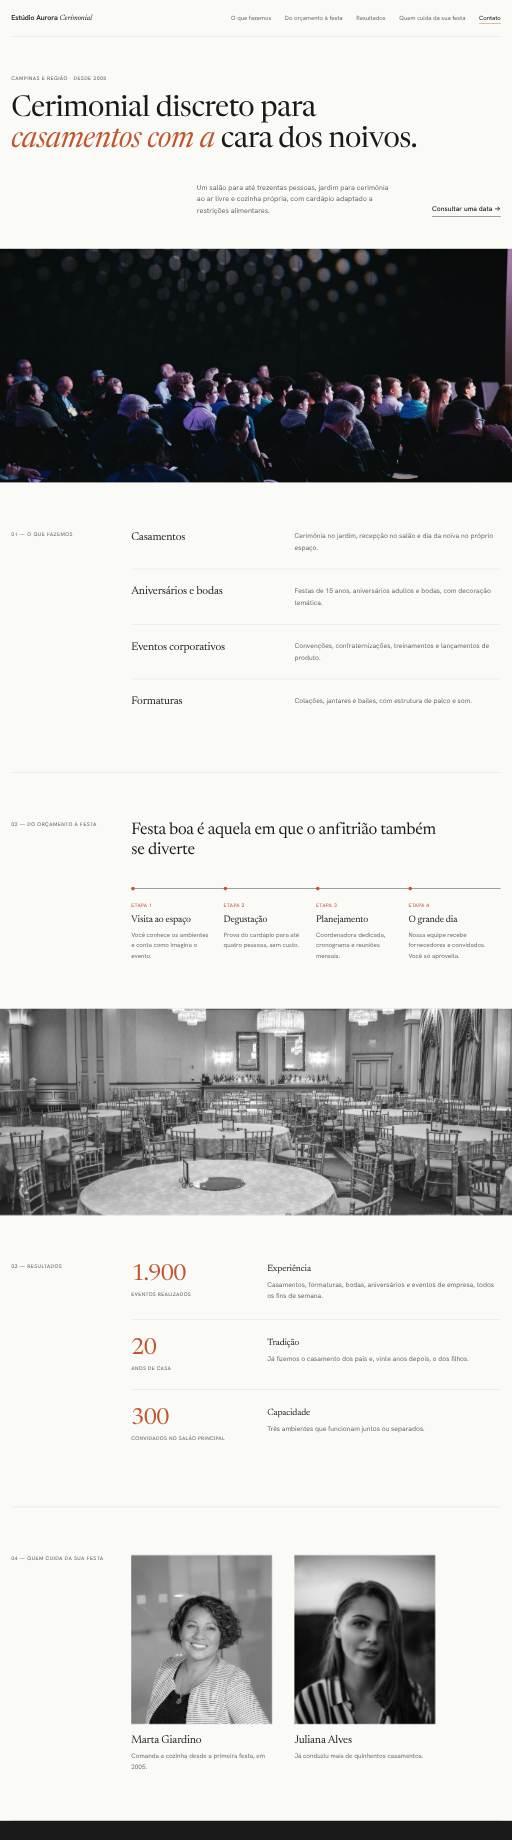 Estúdio Aurora Cerimonial
O que fazemos
Do orçamento à festa
Resultados
Quem cuida da sua festa
Contato
CAMPINAS E REGIÃO · DESDE 2005
Cerimonial discreto para
casamentos com a cara dos noivos.
Um salão para até trezentas pessoas, jardim para cerimônia
ao ar livre e cozinha própria, com cardápio adaptado a
restrições alimentares.
Consultar uma data →
01 — O QUE FAZEMOS
Casamentos
Cerimônia no jardim, recepção no salão e dia da noiva no próprio
espaço.
Aniversários e bodas
Festas de 15 anos, aniversários adultos e bodas, com decoração
temática.
Eventos corporativos
Convenções, confraternizações, treinamentos e lançamentos de
produto.
Formaturas
Colações, jantares e bailes, com estrutura de palco e som.
02 — DO ORÇAMENTO À FESTA
Festa boa é aquela em que o anfitrião também
se diverte
ETAPA 1
Visita ao espaço
Você conhece os ambientes
e conta como imagina o
evento.
ETAPA 2
Degustação
Prova do cardápio para até
quatro pessoas, sem custo.
ETAPA 3
Planejamento
Coordenadora dedicada,
cronograma e reuniões
mensais.
ETAPA 4
O grande dia
Nossa equipe recebe
fornecedores e convidados.
Você só aproveita.
03 — RESULTADOS
1.900
EVENTOS REALIZADOS
Experiência
Casamentos, formaturas, bodas, aniversários e eventos de empresa, todos
os fins de semana.
20
ANOS DE CASA
Tradição
Já fizemos o casamento dos pais e, vinte anos depois, o dos filhos.
300
CONVIDADOS NO SALÃO PRINCIPAL
Capacidade
Três ambientes que funcionam juntos ou separados.
04 — QUEM CUIDA DA SUA FESTA
Marta Giardino
Comanda a cozinha desde a primeira festa, em
2005.
Juliana Alves
Já conduziu mais de quinhentos casamentos.